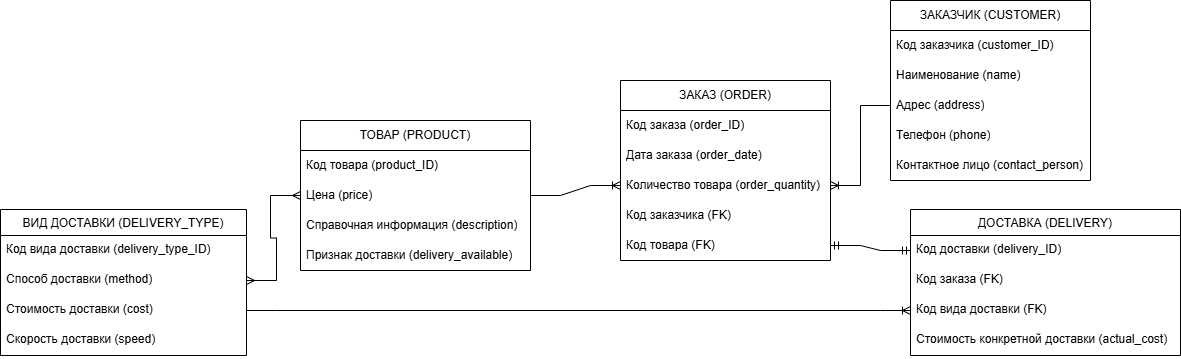 ЗАКАЗЧИК (CUSTOMER)
Код заказчика (customer_ID)
Наименование (name)
Адрес (address)
Телефон (phone)
Контактное лицо (contact_person)
ЗАКАЗ (ORDER)
Код заказа (order_ID)
Дата заказа (order_date)
Количество товара (order_quantity)
Код заказчика (FK)
Код товара (FK)
ТОВАР (PRODUCT)
Код товара (product_ID)
Цена (price)
Справочная информация (description)
Признак доставки (delivery_available)
ВИД ДОСТАВКИ (DELIVERY_TYPE)
Код вида доставки (delivery_type_ID)
Способ доставки (method)
Стоимость доставки (cost)
Скорость доставки (speed)
ДОСТАВКА (DELIVERY)
Код доставки (delivery_ID)
Код заказа (FK)
Код вида доставки (FK)
Стоимость конкретной доставки (actual_cost)